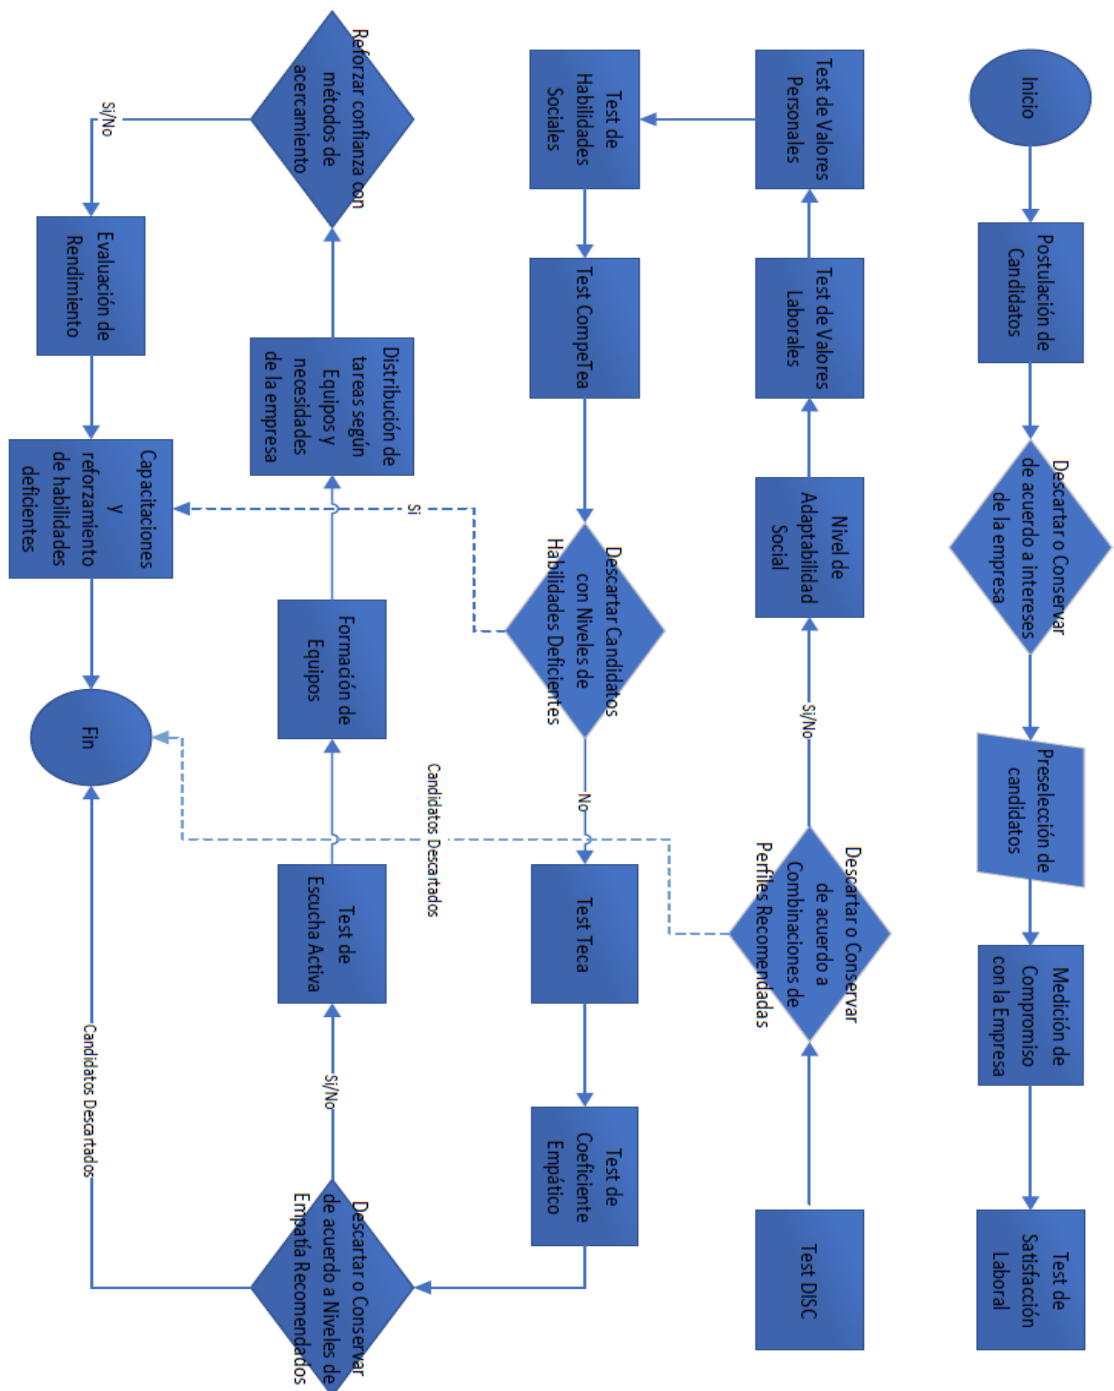 Inicio
Postulación de
Candidatos
Descartar o Conservar
de acuerdo a intereses
de la empresa
Preselección de
candidatos
Medición de
Compromiso
con la Empresa
Test de
Satisfacción
Laboral
Test DISC
Descartar o Conservar
de acuerdo a
Combinaciones de
Perfiles Recomendadas
Si/No
Nivel de
Adaptabilidad
Social
Test de Valores
Laborales
Test de Valores
Personales
Test de
Habilidades
Sociales
Test CompeTea
Descartar Candidatos
con Niveles de
Habilidades Deficientes
No
Si
Test Teca
Test de
Coeficiente
Empático
Descartar o Conservar
de acuerdo a Niveles de
Empatía Recomendados
Si/No
Test de
Escucha Activa
Formación de
Equipos
Distribución de
tareas según
Equipos y
necesidades
de la empresa
Reforzar confianza con
métodos de
acercamiento
Si/No
Evaluación de
Rendimiento
Capacitaciones
y
reforzamiento
de habilidades
deficientes
Fin
Candidatos Descartados
Candidatos Descartados